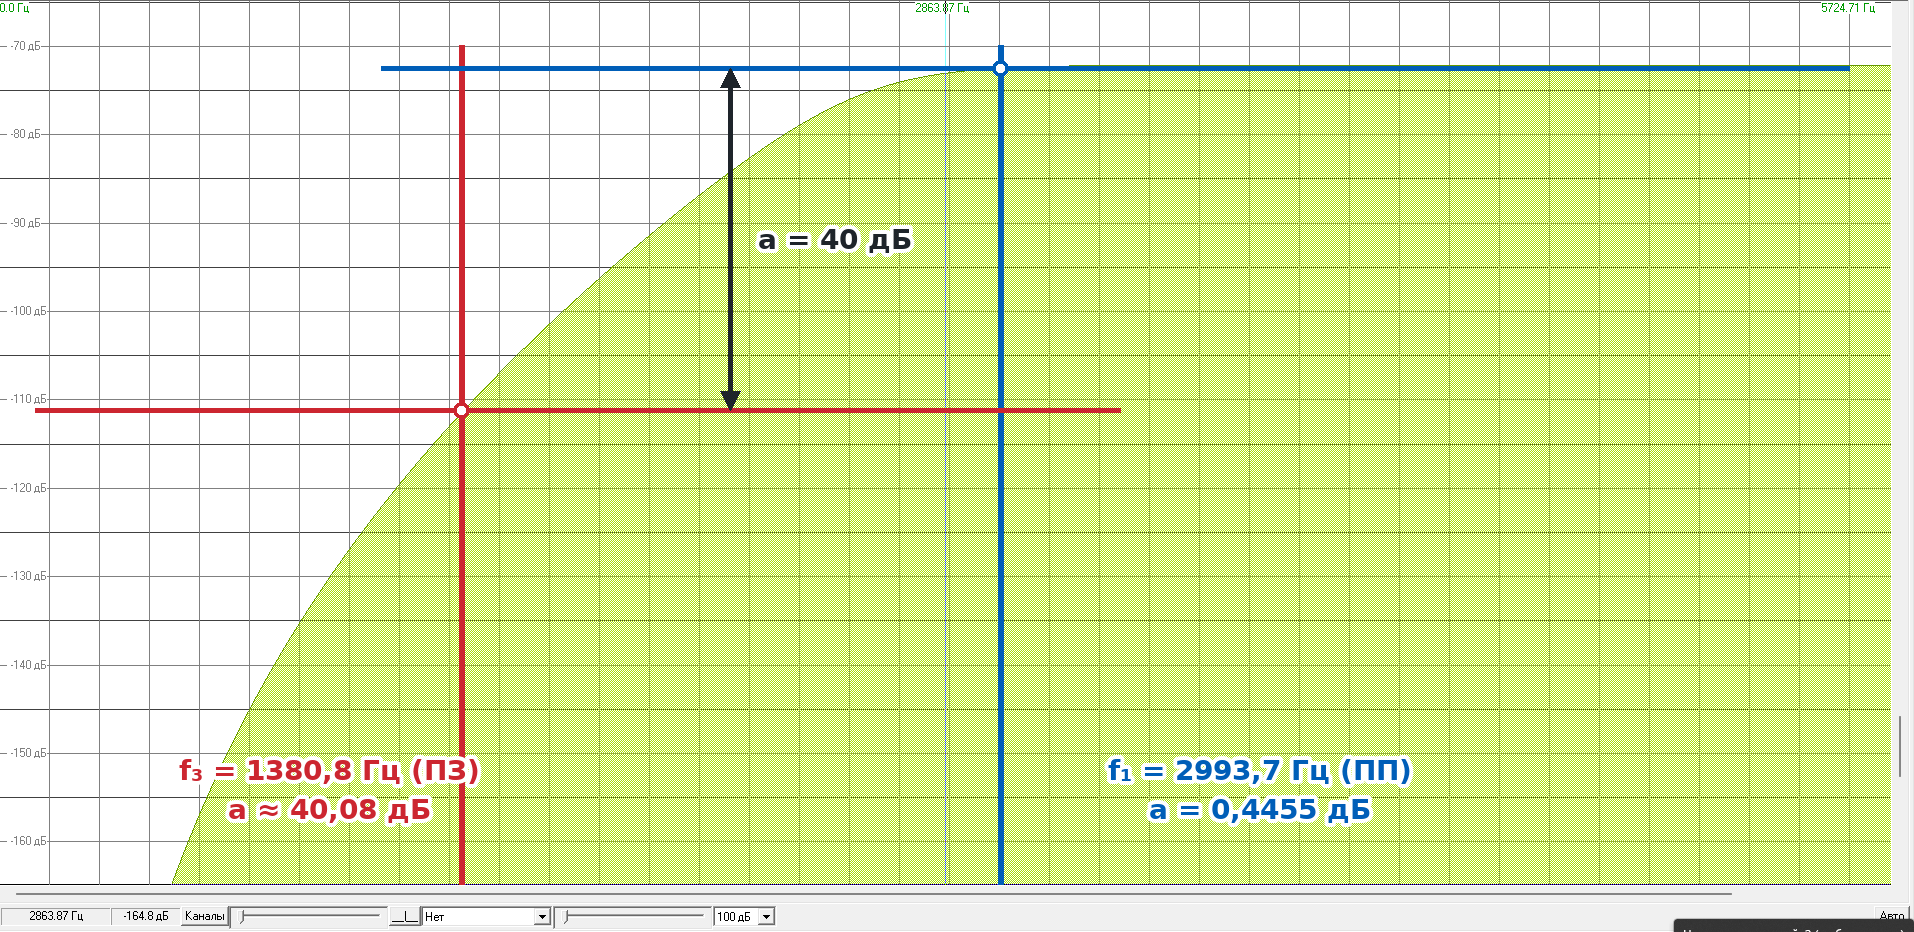 0.0 Гц
2863.87 Гц
5724.71 Гц
-70 дБ
-80 дБ
-90 дБ
-100 дБ
-110 дБ
-120 дБ
-130 дБ
-140 дБ
-150 дБ
-160 дБ
a = 40 дБ
f₃ = 1380,8 Гц (ПЗ)
a ≈ 40,08 дБ
f₁ = 2993,7 Гц (ПП)
a = 0,4455 дБ
2863.87 Гц
-164.8 дБ
Каналы
Нет
100 дБ
Авто